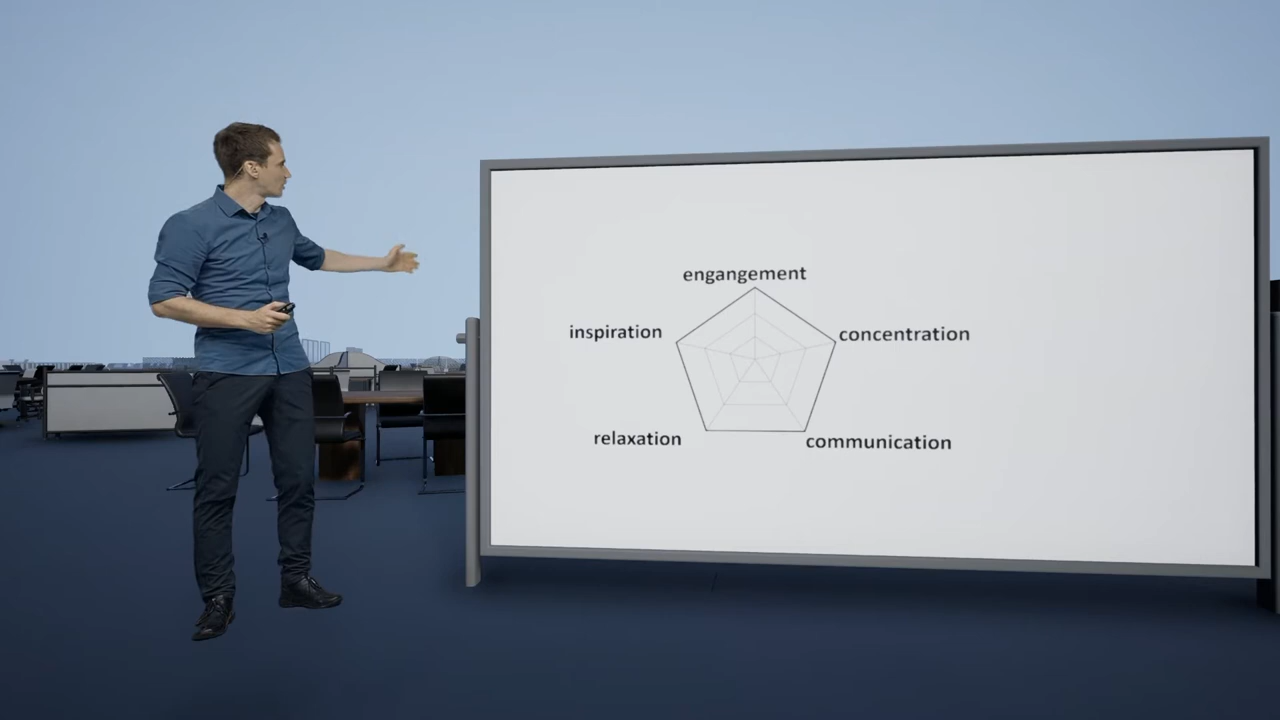 engangement
inspiration
concentration
relaxation
communication